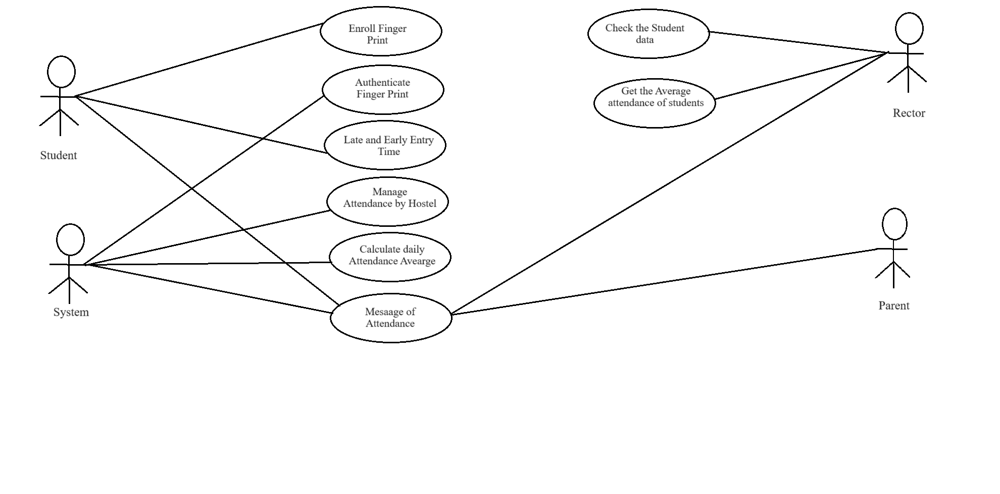 Enroll Finger
Print
Authenticate
Finger Print
Late and Early Entry
Time
Manage
Attendance by Hostel
Calculate daily
Attendance Avearge
Mesaage of
Attendance
Student
System
Check the Student
data
Get the Average
attendance of students
Rector
Parent